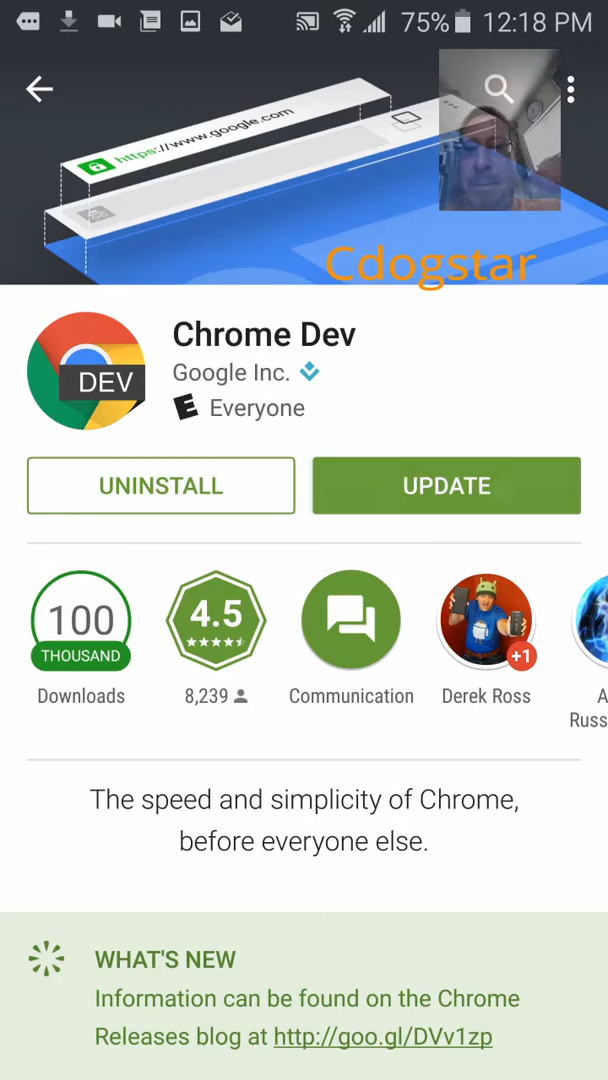 75% 12:18 PM
https://www.google.com
Cdogstar
Chrome Dev
DEV
Google Inc.
E Everyone
UNINSTALL
UPDATE
100
THOUSAND
Downloads
4.5
8,239
Communication
+1
Derek Ross
A
Russ
The speed and simplicity of Chrome,
before everyone else.
WHAT'S NEW
Information can be found on the Chrome
Releases blog at http://goo.gl/DVv1zp